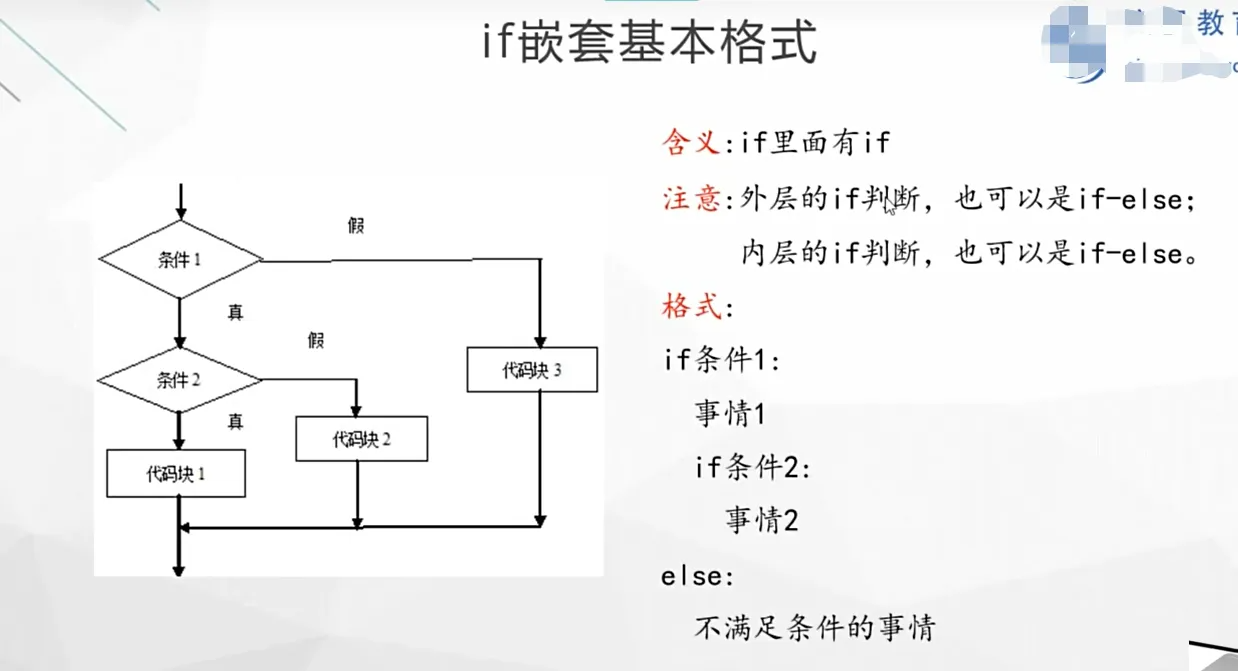 if嵌套基本格式
教育
含义:if里面有if
注意:外层的if判断，也可以是if-else;
内层的if判断，也可以是if-else。
格式:
if条件1:
事情1
if条件2:
事情2
else:
不满足条件的事情
假
条件1
真
假
条件2
代码块3
真
代码块2
代码块1